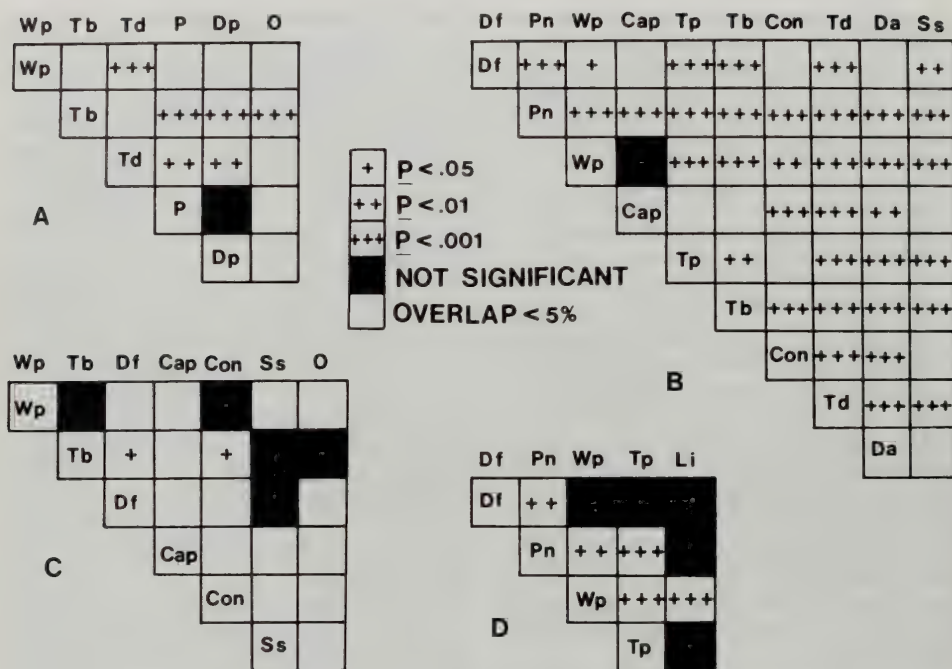 Wp Tb Td P Dp O
Wp +++
Tb +++ +++ +++
Td ++ ++
P
Dp
A
+ P < .05
++ P < .01
+++ P < .001
NOT SIGNIFICANT
OVERLAP < 5%
Df Pn Wp Cap Tp Tb Con Td Da Ss
Df +++ + +++ +++ +++ ++
Pn +++ +++ +++ +++ +++ +++ +++ +++
Wp +++ +++ ++ +++ +++ +++
Cap +++ +++ ++
Tp ++ +++ +++ +++
Tb +++ +++ +++ +++
Con +++ +++
Td +++ +++
Da
B
Wp Tb Df Cap Con Ss O
Wp
Tb + +
Df
Cap
Con
Ss
C
Df Pn Wp Tp Li
Df ++
Pn ++ +++
Wp +++ +++
Tp
D